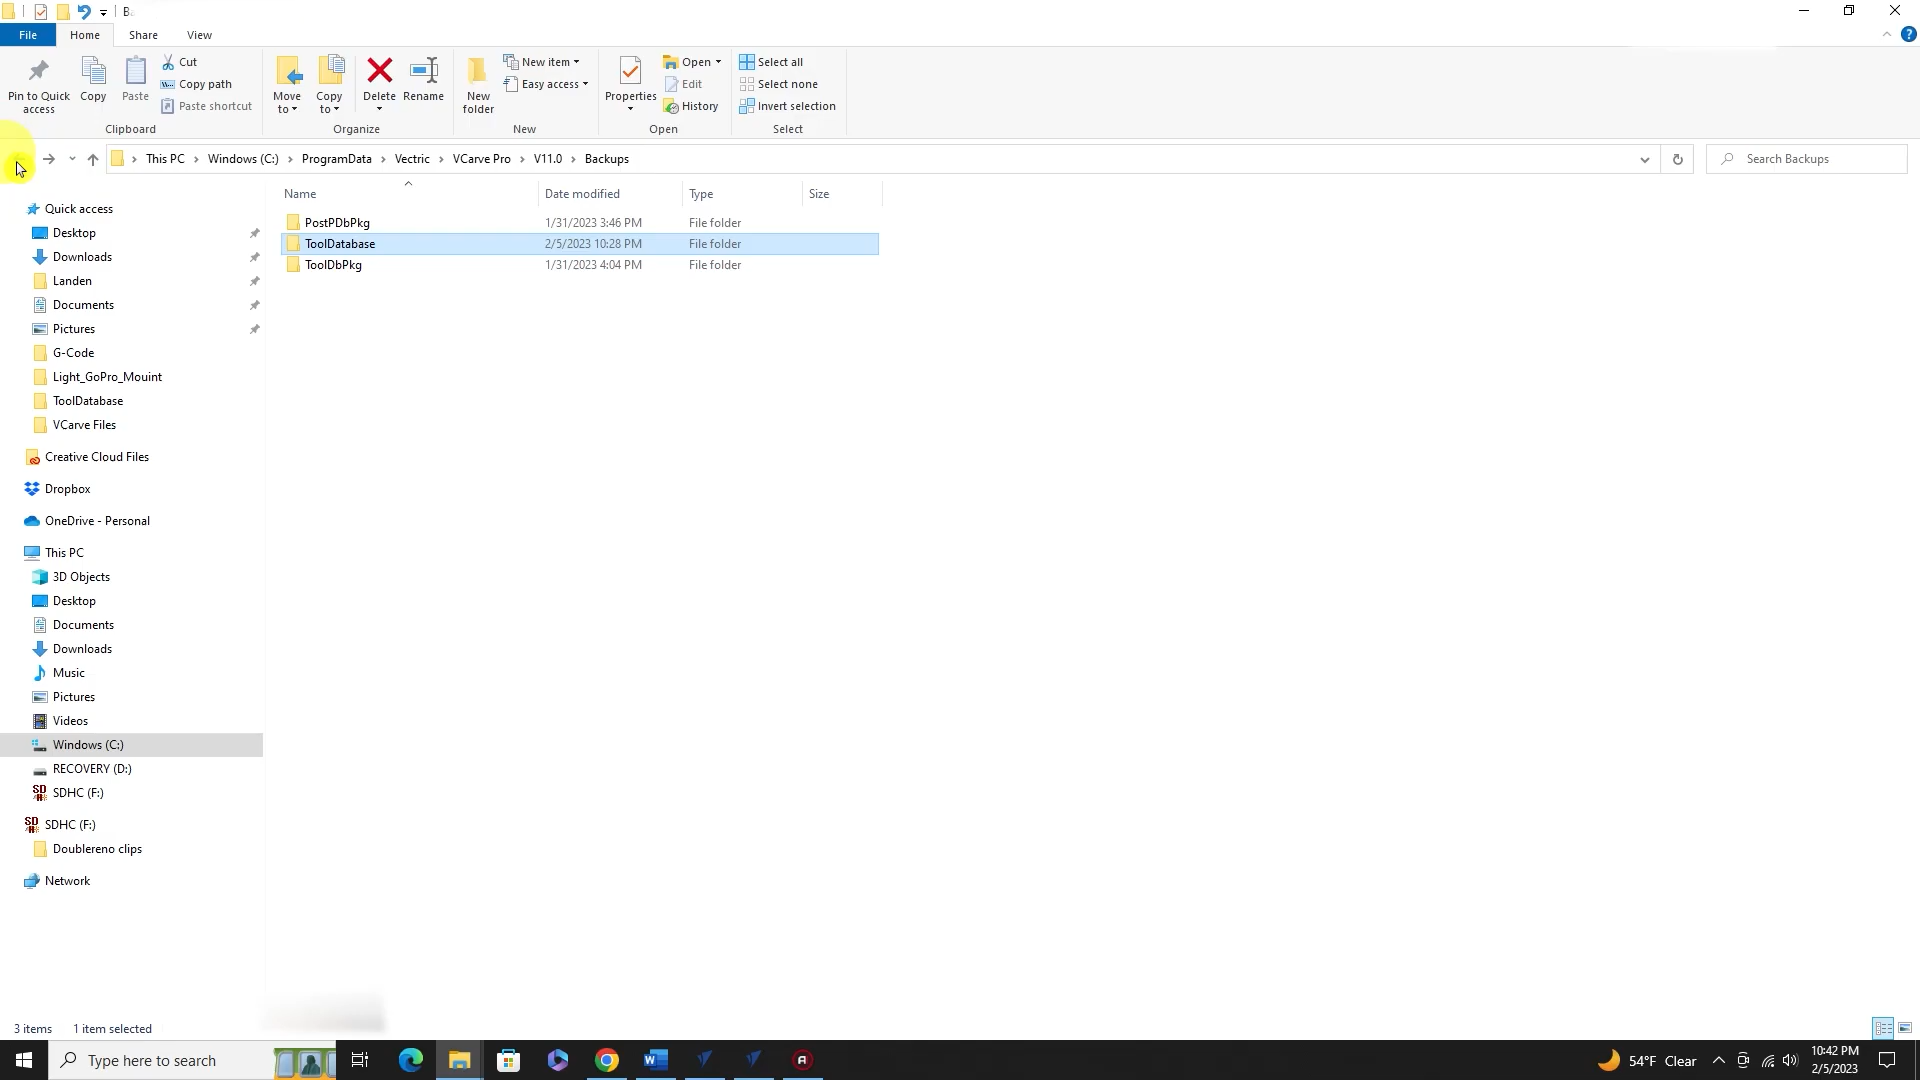 Ba
File
Home
Share
View
Pin to Quick access
Copy
Paste
Cut
Copy path
Paste shortcut
Clipboard
Move to
Copy to
Delete
Rename
Organize
New folder
New item
Easy access
New
Properties
Open
Edit
History
Open
Select all
Select none
Invert selection
Select
This PC > Windows (C:) > ProgramData > Vectric > VCarve Pro > V11.0 > Backups
Search Backups
Name Date modified Type Size
PostPDbPkg 1/31/2023 3:46 PM File folder
ToolDatabase 2/5/2023 10:28 PM File folder
ToolDbPkg 1/31/2023 4:04 PM File folder
Quick access
Desktop
Downloads
Landen
Documents
Pictures
G-Code
Light_GoPro_Mouint
ToolDatabase
VCarve Files
Creative Cloud Files
Dropbox
OneDrive - Personal
This PC
3D Objects
Desktop
Documents
Downloads
Music
Pictures
Videos
Windows (C:)
RECOVERY (D:)
SDHC (F:)
SDHC (F:)
Doublereno clips
Network
3 items 1 item selected
Type here to search
54°F Clear
10:42 PM
2/5/2023